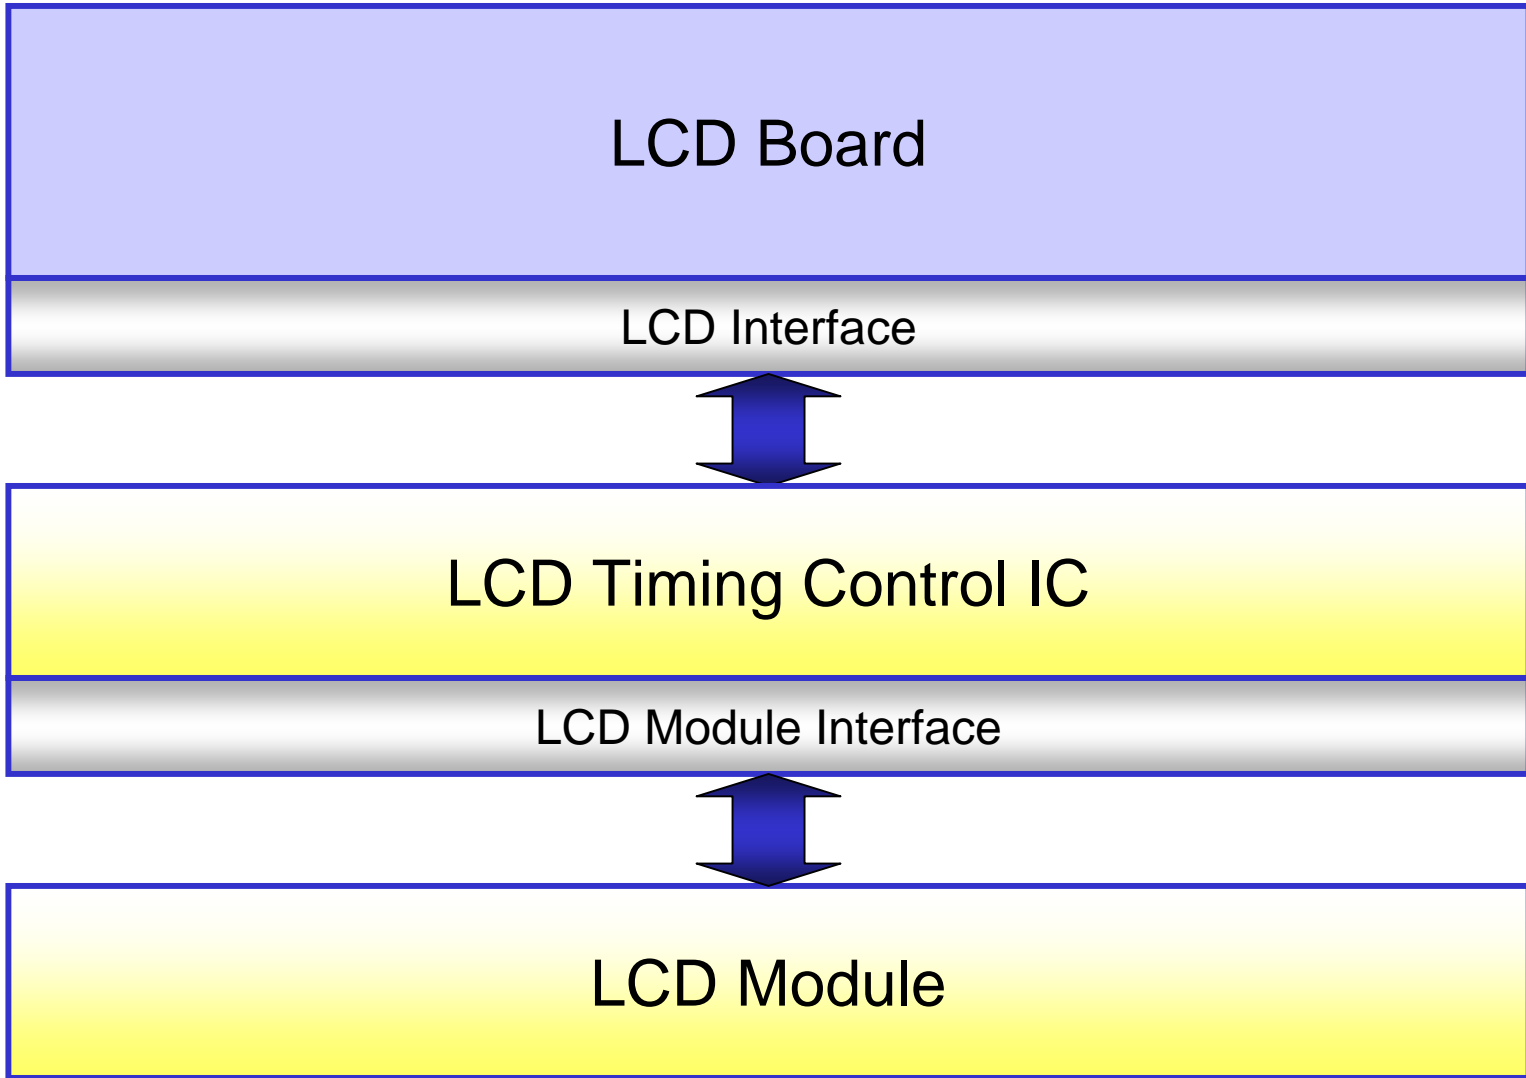 LCD Board
LCD Interface
LCD Timing Control IC
LCD Module Interface
LCD Module